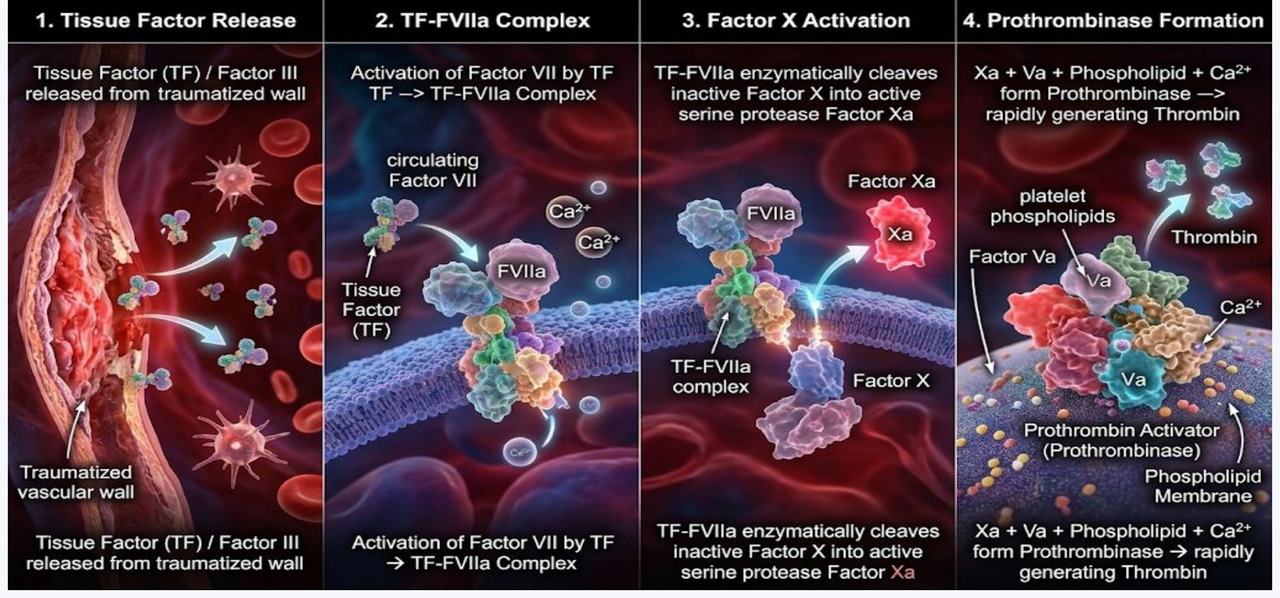 1. Tissue Factor Release
Tissue Factor (TF) / Factor III
released from traumatized wall
Traumatized
vascular wall
Tissue Factor (TF) / Factor III
released from traumatized wall
2. TF-FVIIa Complex
Activation of Factor VII by TF
TF —> TF-FVIIa Complex
circulating
Factor VII
Ca²⁺
Ca²⁺
FVIIa
Tissue
Factor
(TF)
Ca²⁺
Activation of Factor VII by TF
→ TF-FVIIa Complex
3. Factor X Activation
TF-FVIIa enzymatically cleaves
inactive Factor X into active
serine protease Factor Xa
Factor Xa
FVIIa
Xa
TF-FVIIa
complex
Factor X
TF-FVIIa enzymatically cleaves
inactive Factor X into active
serine protease Factor Xa
4. Prothrombinase Formation
Xa + Va + Phospholipid + Ca²⁺
form Prothrombinase —>
rapidly generating Thrombin
platelet
phospholipids
Thrombin
Factor Va
Va
Ca²⁺
Va
Prothrombin Activator
(Prothrombinase)
Phospholipid
Membrane
Xa + Va + Phospholipid + Ca²⁺
form Prothrombinase → rapidly
generating Thrombin